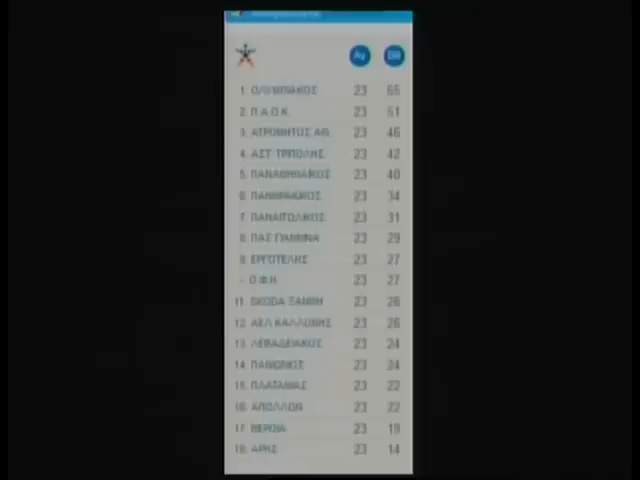 Αγ Βαθ
1. ΟΛΥΜΠΙΑΚΟΣ 23 65
2. Π.Α.Ο.Κ. 23 51
3. ΑΤΡΟΜΗΤΟΣ ΑΘ. 23 46
4. ΑΣΤ. ΤΡΙΠΟΛΗΣ 23 42
5. ΠΑΝΑΘΗΝΑΪΚΟΣ 23 40
6. ΠΑΝΘΡΑΚΙΚΟΣ 23 34
7. ΠΑΝΑΙΤΩΛΙΚΟΣ 23 31
8. ΠΑΣ ΓΙΑΝΝΙΝΑ 23 29
9. ΕΡΓΟΤΕΛΗΣ 23 27
- Ο.Φ.Η. 23 27
11. SKODA ΞΑΝΘΗ 23 26
12. ΑΕΛ ΚΑΛΛΟΝΗΣ 23 26
13. ΛΕΒΑΔΕΙΑΚΟΣ 23 24
14. ΠΑΝΙΩΝΙΟΣ 23 24
15. ΠΛΑΤΑΝΙΑΣ 23 22
16. ΑΠΟΛΛΩΝ 23 22
17. ΒΕΡΟΙΑ 23 19
18. ΑΡΗΣ 23 14